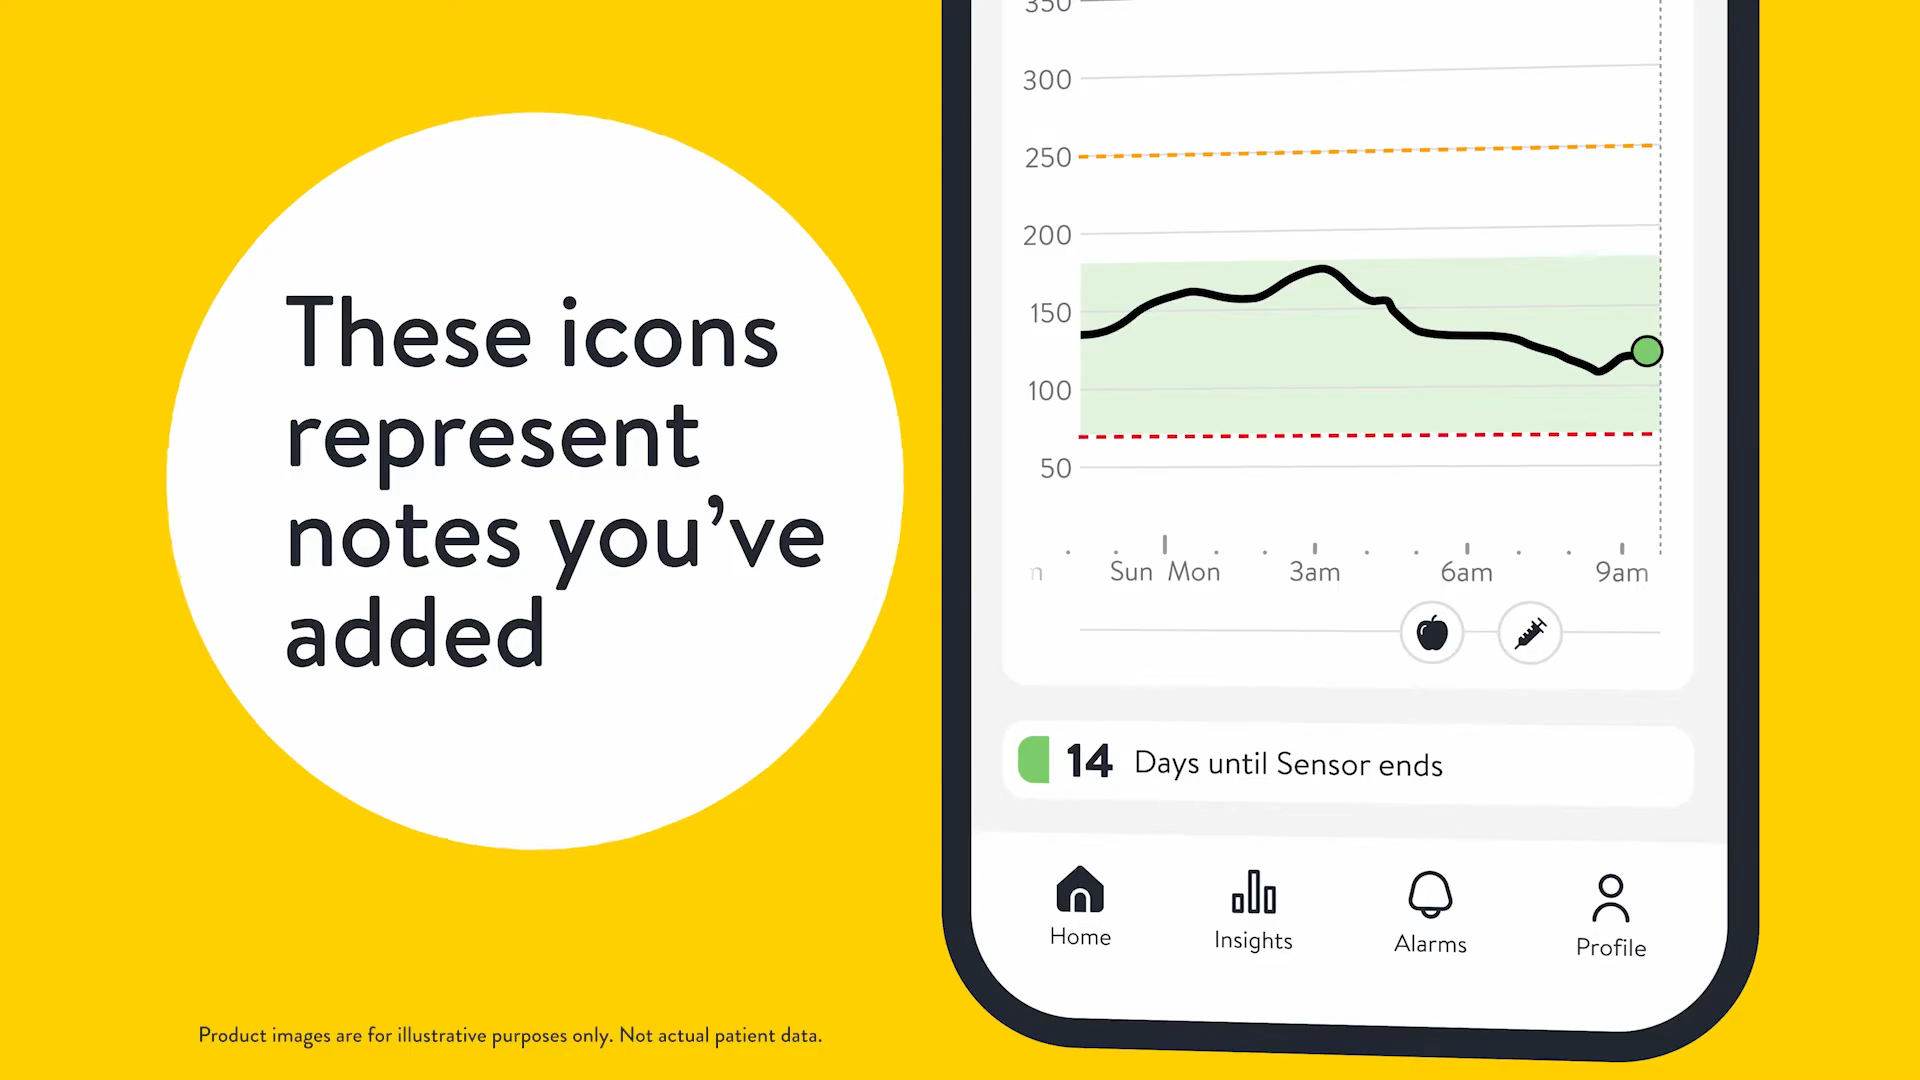 These icons
represent
notes you’ve
added
Product images are for illustrative purposes only. Not actual patient data.
350
300
250
200
150
100
50
Sun Mon 3am 6am 9am
14 Days until Sensor ends
Home Insights Alarms Profile